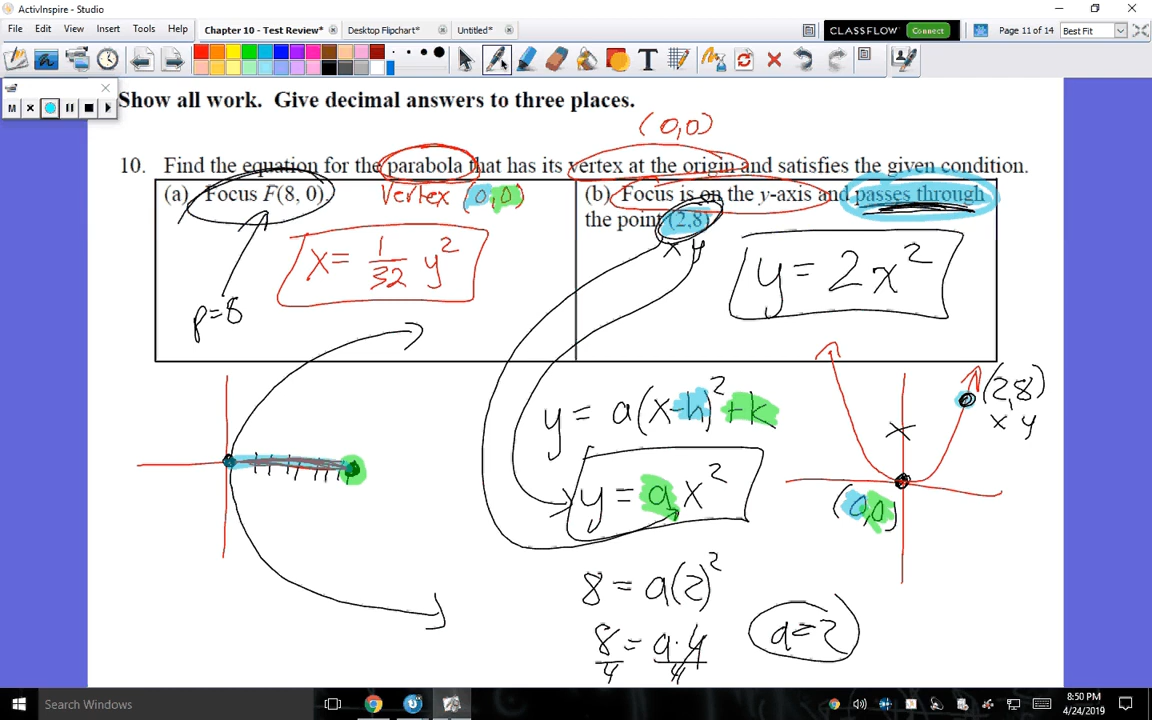 ActivInspire - Studio
File Edit View Insert Tools Help
Chapter 10 - Test Review* Desktop Flipchart* Untitled*
CLASSFLOW Connect
Page 11 of 14 Best Fit
M
Show all work. Give decimal answers to three places.
(0,0)
10. Find the equation for the parabola that has its vertex at the origin and satisfies the given condition.
(a) Focus F(8, 0).
Vertex (0,0)
x = 1/32 y²
p=8
(b) Focus is on the y-axis and passes through
the point (2,8)
x y
y = 2x²
y = a(x-h)² + k
y = a x²
8 = a(2)²
8 = a·4
4 4
a=2
(2,8)
x y
(0,0)
Search Windows
8:50 PM
4/24/2019